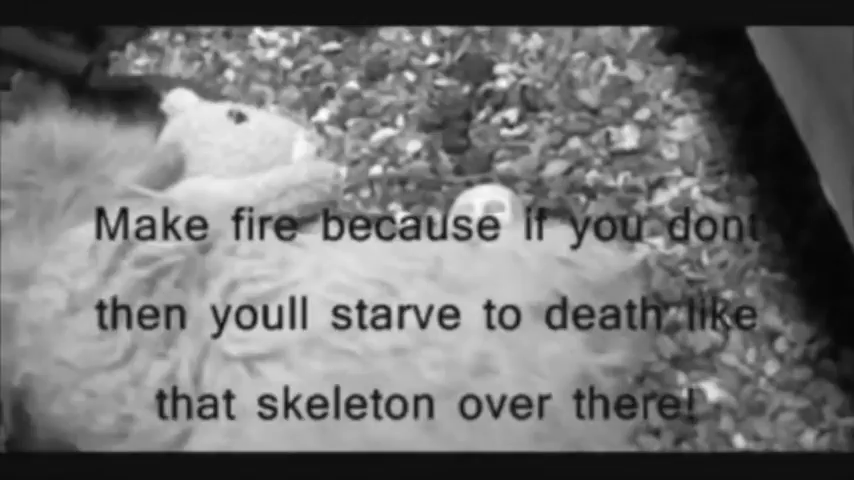 Make fire because if you dont
then youll starve to death like
that skeleton over there!